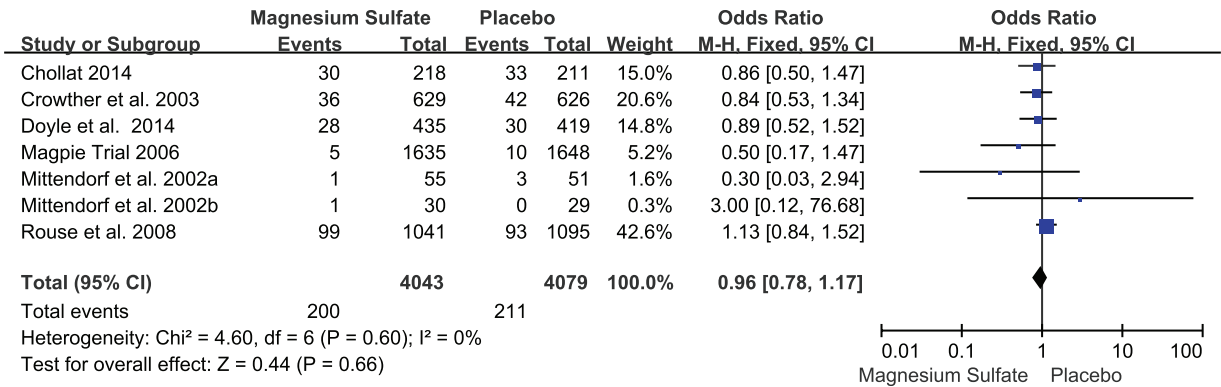 Magnesium Sulfate Placebo Odds Ratio Odds Ratio
Study or Subgroup Events Total Events Total Weight M-H, Fixed, 95% CI M-H, Fixed, 95% CI
Chollat 2014 30 218 33 211 15.0% 0.86 [0.50, 1.47]
Crowther et al. 2003 36 629 42 626 20.6% 0.84 [0.53, 1.34]
Doyle et al. 2014 28 435 30 419 14.8% 0.89 [0.52, 1.52]
Magpie Trial 2006 5 1635 10 1648 5.2% 0.50 [0.17, 1.47]
Mittendorf et al. 2002a 1 55 3 51 1.6% 0.30 [0.03, 2.94]
Mittendorf et al. 2002b 1 30 0 29 0.3% 3.00 [0.12, 76.68]
Rouse et al. 2008 99 1041 93 1095 42.6% 1.13 [0.84, 1.52]
Total (95% CI) 4043 4079 100.0% 0.96 [0.78, 1.17]
Total events 200 211
Heterogeneity: Chi² = 4.60, df = 6 (P = 0.60); I² = 0%
Test for overall effect: Z = 0.44 (P = 0.66)
0.01 0.1 1 10 100
Magnesium Sulfate Placebo